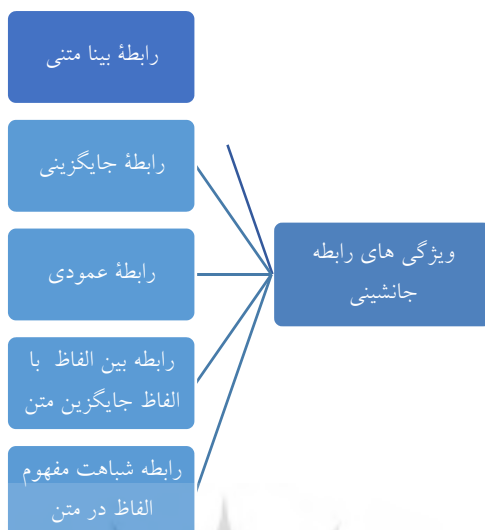 رابطهٔ بینا متنی
رابطهٔ جایگزینی
ویژگی های رابطه
جانشینی
رابطهٔ عمودی
رابطه بین الفاظ با
الفاظ جایگزین متن
رابطه شباهت مفهوم
الفاظ در متن